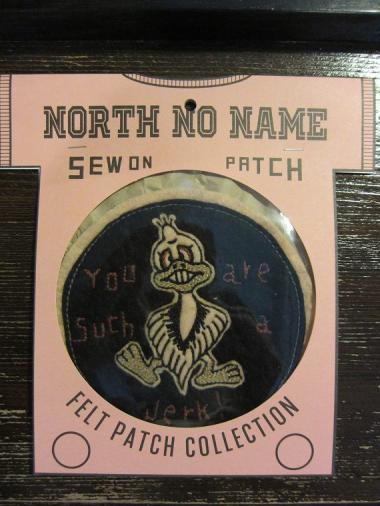 NORTH NO NAME
SEW ON PATCH
You are
Such a
Jerk!
FELT PATCH COLLECTION